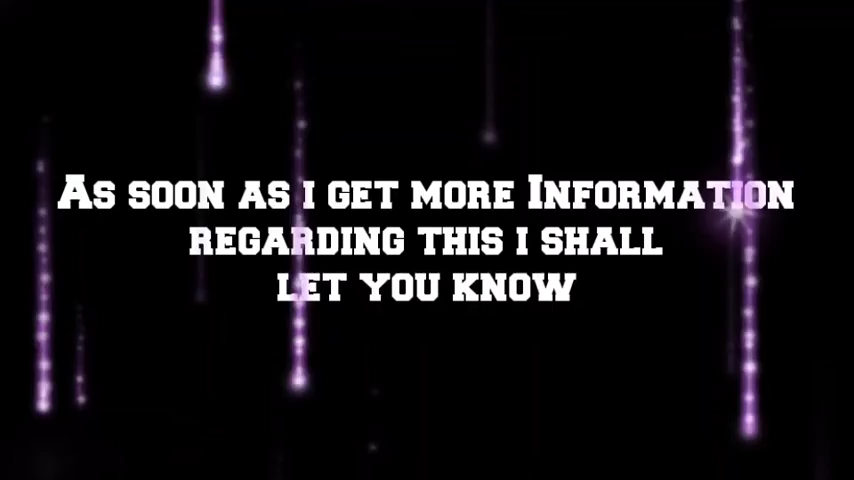 As soon as i get more Information
regarding this i shall
let you know